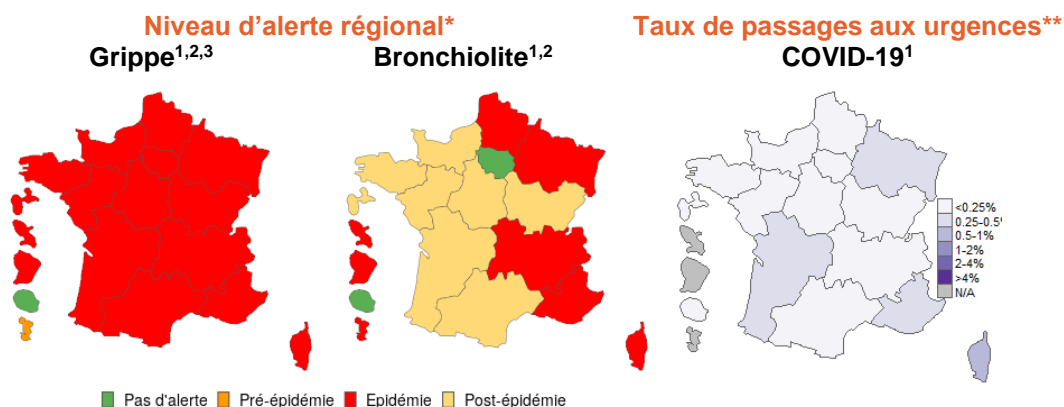 Niveau d’alerte régional*
Grippe1,2,3
Bronchiolite1,2
Pas d'alerte Pré-épidémie Epidémie Post-épidémie
Taux de passages aux urgences**
COVID-191
<0.25%
0.25-0.5%
0.5-1%
1-2%
2-4%
>4%
N/A